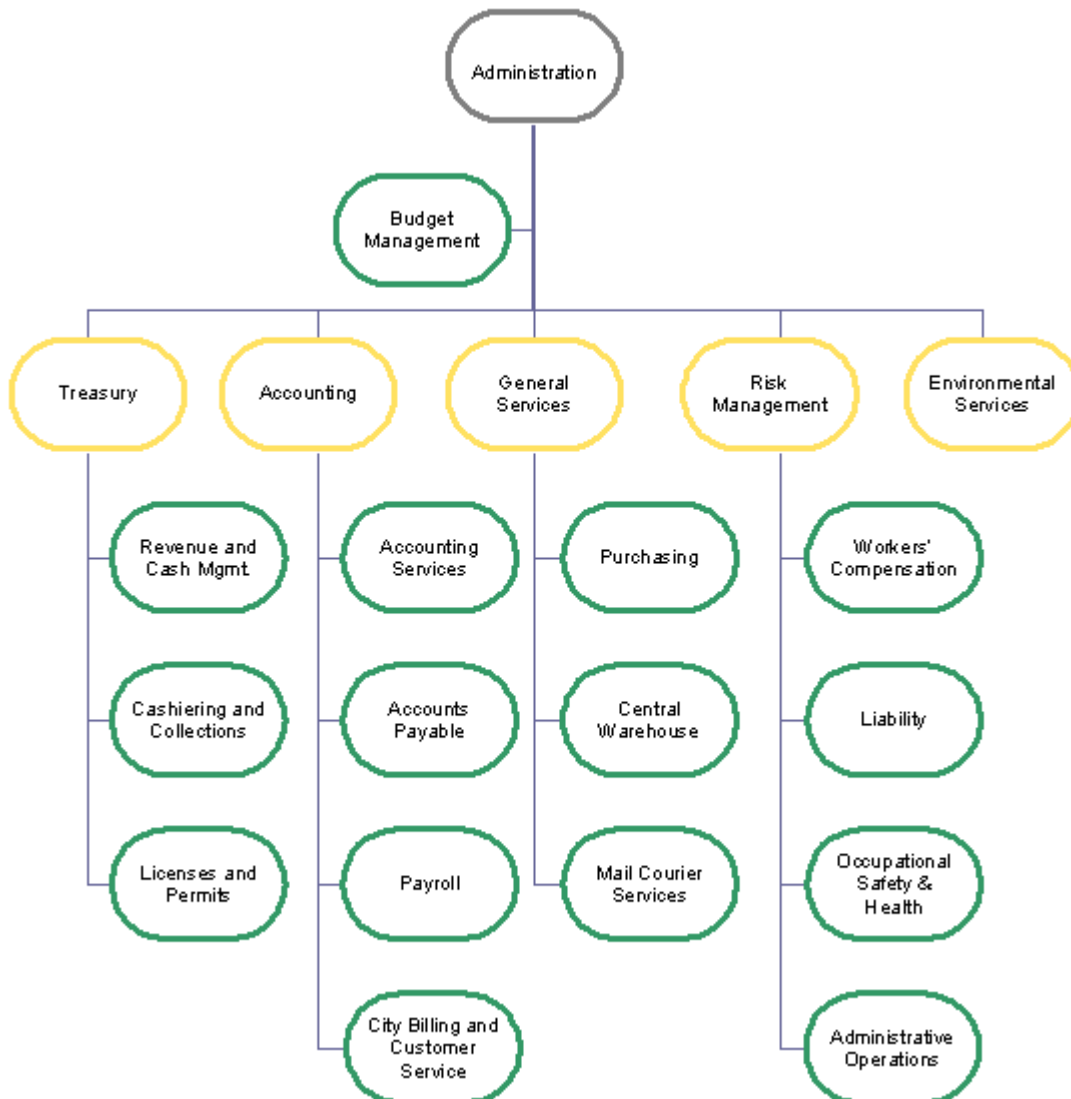 Administration
Budget
Management
Treasury
Accounting
General
Services
Risk
Management
Environmental
Services
Revenue and
Cash Mgmt.
Accounting
Services
Purchasing
Workers'
Compensation
Cashiering and
Collections
Accounts
Payable
Central
Warehouse
Liability
Licenses and
Permits
Payroll
Mail Courier
Services
Occupational
Safety &
Health
City Billing and
Customer
Service
Administrative
Operations